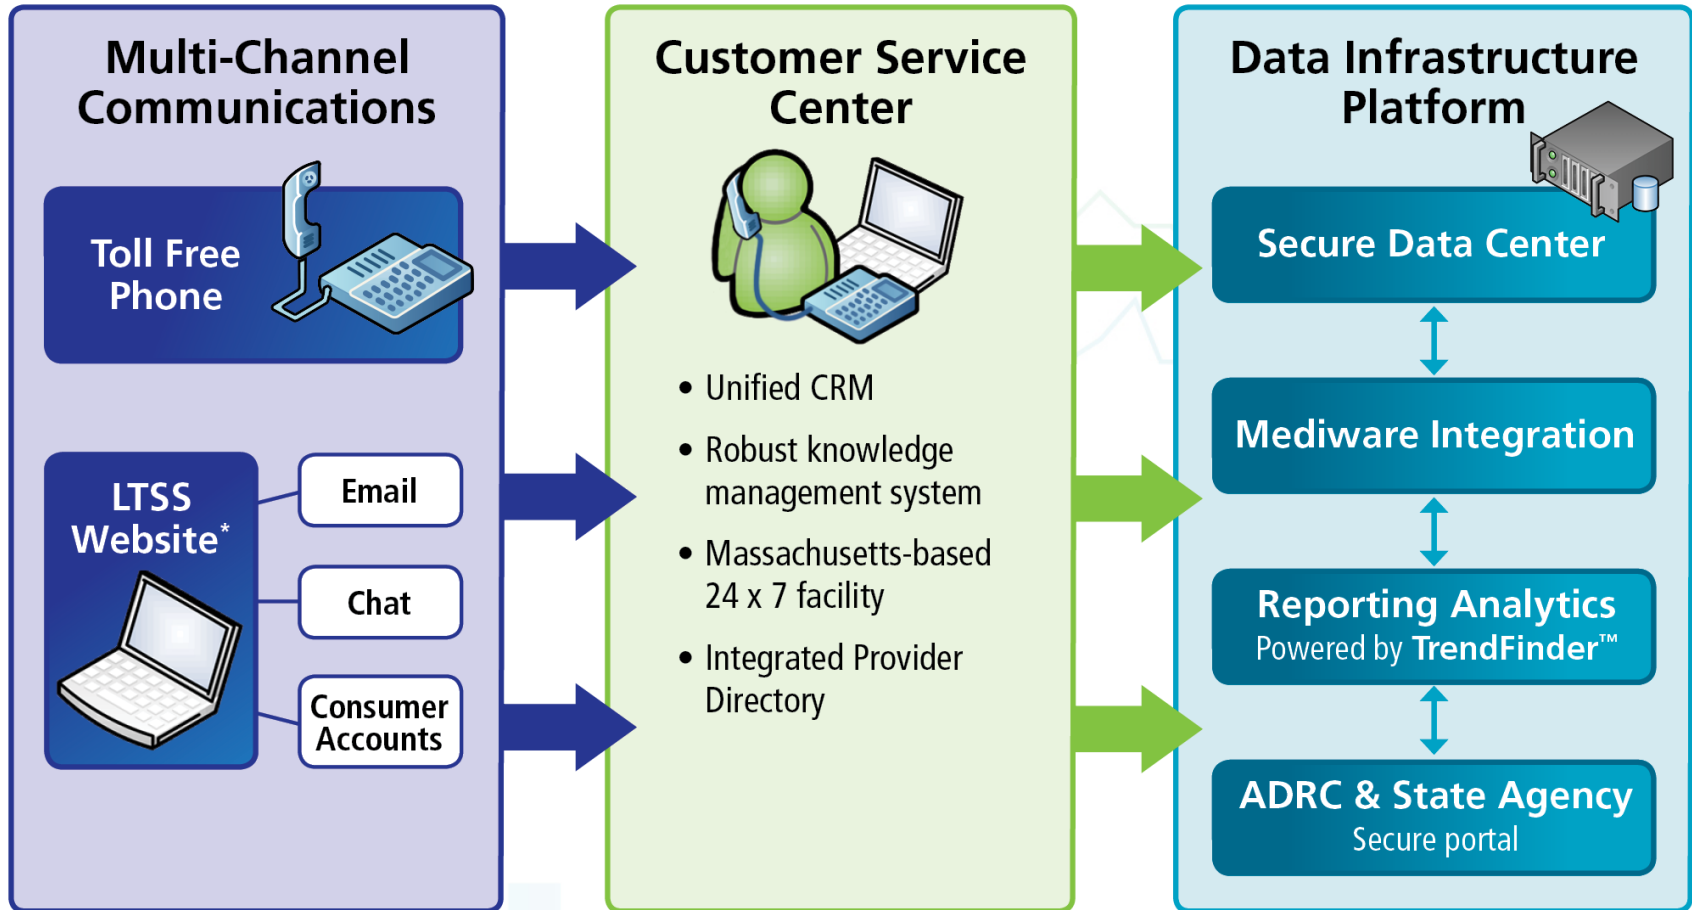 Multi-Channel
Communications
Toll Free
Phone
LTSS
Website*
Email
Chat
Consumer
Accounts
Customer Service
Center
• Unified CRM
• Robust knowledge
management system
• Massachusetts-based
24 x 7 facility
• Integrated Provider
Directory
Data Infrastructure
Platform
Secure Data Center
Mediware Integration
Reporting Analytics
Powered by TrendFinder™
ADRC & State Agency
Secure portal